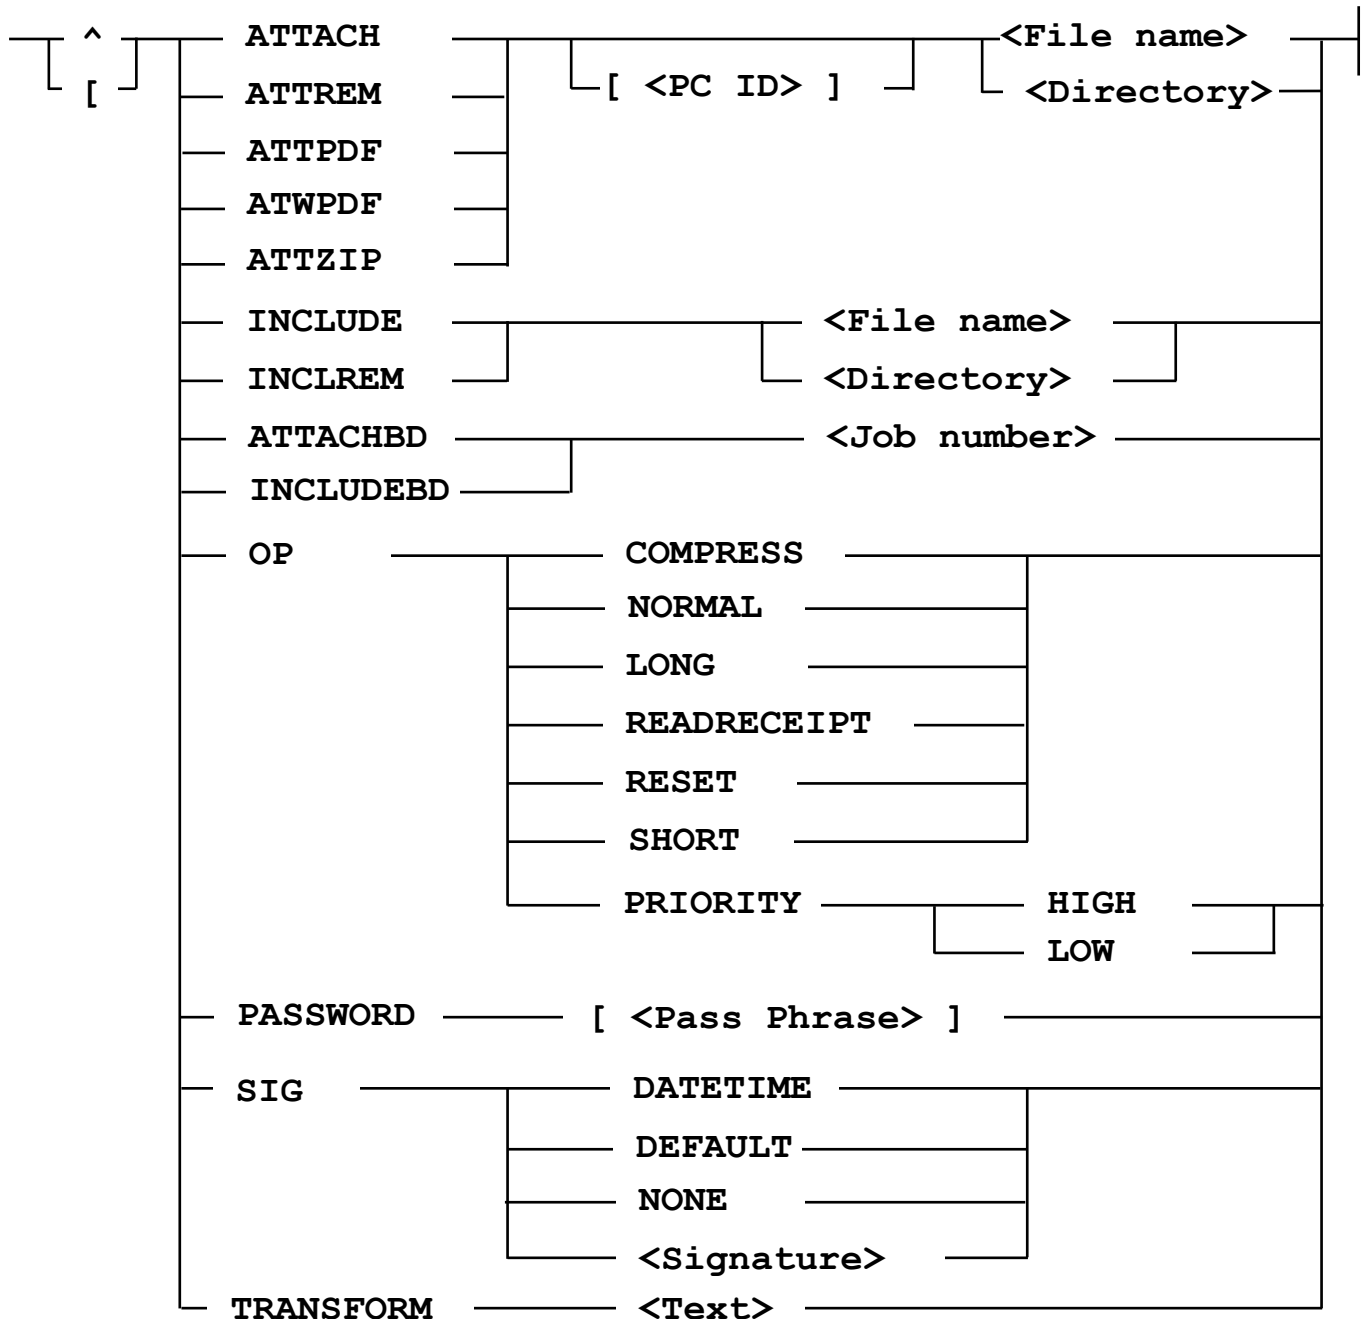 ^ ATTACH <File name>
[ ATTREM [ <PC ID> ] <Directory>
ATTPDF
ATWPDF
ATTZIP
INCLUDE <File name>
INCLREM <Directory>
ATTACHBD <Job number>
INCLUDEBD
OP COMPRESS
NORMAL
LONG
READRECEIPT
RESET
SHORT
PRIORITY HIGH
LOW
PASSWORD [ <Pass Phrase> ]
SIG DATETIME
DEFAULT
NONE
<Signature>
TRANSFORM <Text>